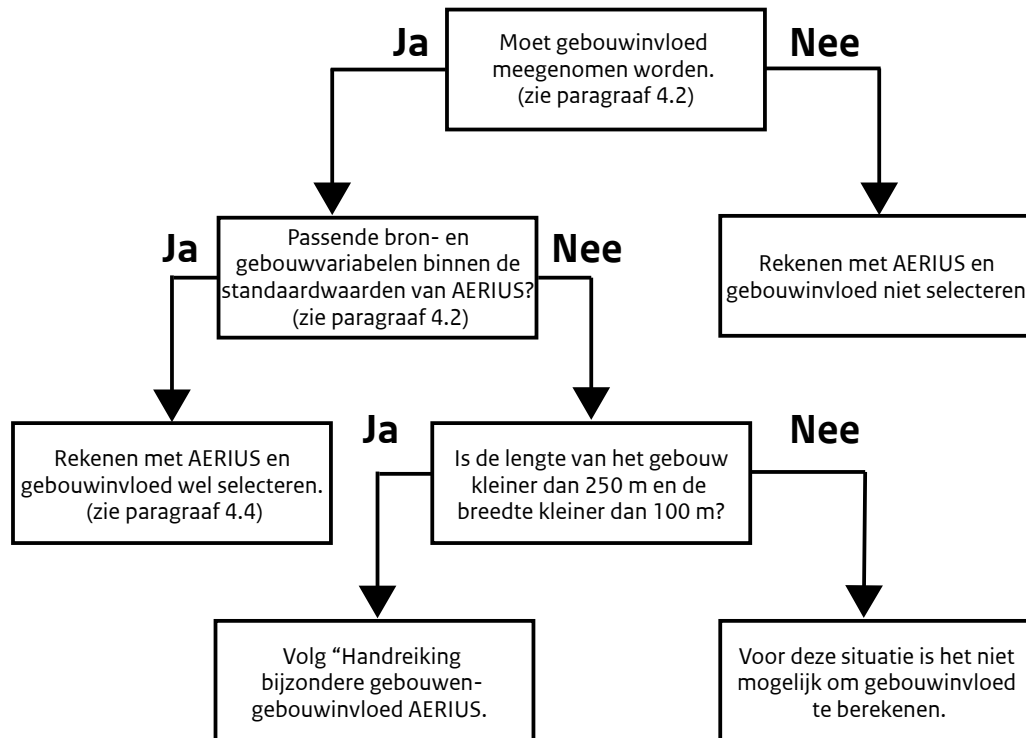 Ja
Moet gebouwinvloed
meegenomen worden.
(zie paragraaf 4.2)
Nee
Ja
Passende bron- en
gebouwvariabelen binnen de
standaardwaarden van AERIUS?
(zie paragraaf 4.2)
Nee
Rekenen met AERIUS en
gebouwinvloed niet selecteren
Rekenen met AERIUS en
gebouwinvloed wel selecteren.
(zie paragraaf 4.4)
Ja
Is de lengte van het gebouw
kleiner dan 250 m en de
breedte kleiner dan 100 m?
Nee
Volg “Handreiking
bijzondere gebouwen-
gebouwinvloed AERIUS.
Voor deze situatie is het niet
mogelijk om gebouwinvloed
te berekenen.